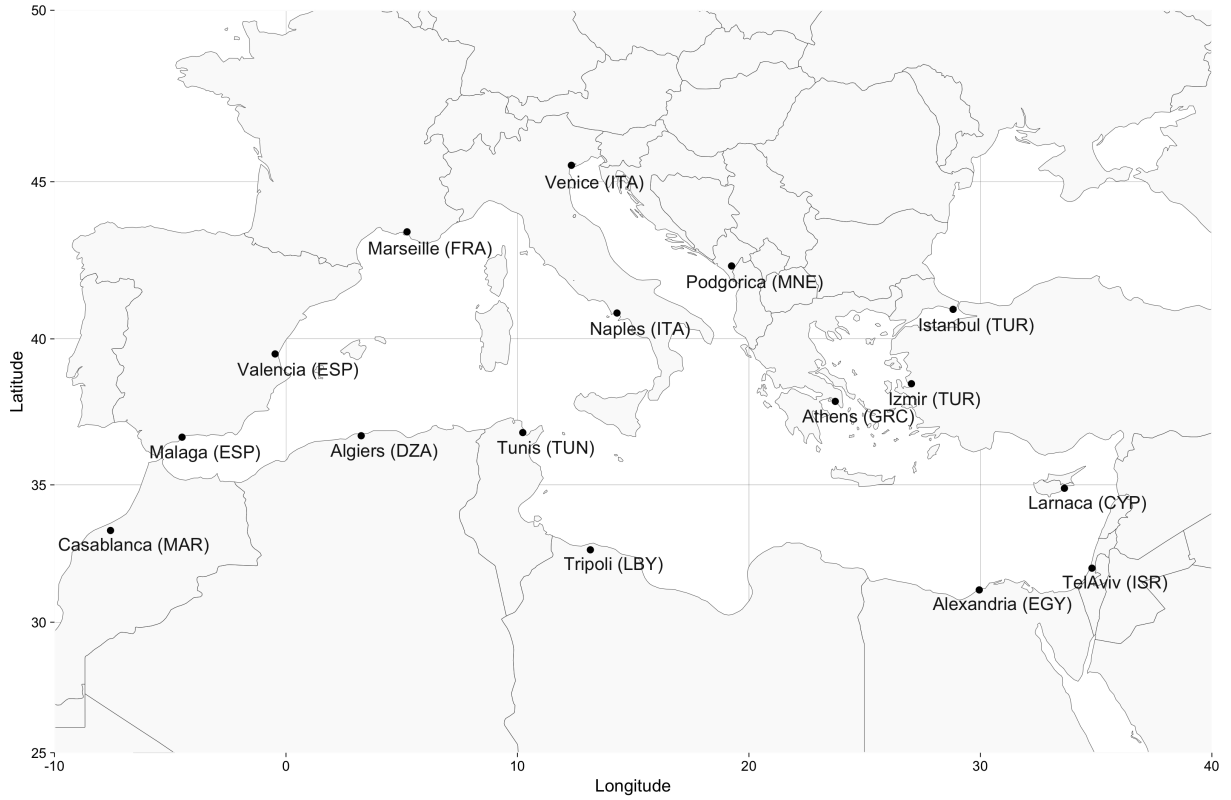 50
45
Venice (ITA)
Marseille (FRA)
Podgorica (MNE)
Istanbul (TUR)
Naples (ITA)
40
Latitude
Valencia (ESP)
Izmir (TUR)
Athens (GRC)
Malaga (ESP)
Algiers (DZA)
Tunis (TUN)
35
Larnaca (CYP)
Casablanca (MAR)
Tripoli (LBY)
TelAviv (ISR)
Alexandria (EGY)
30
25
-10 0 10 20 30 40
Longitude